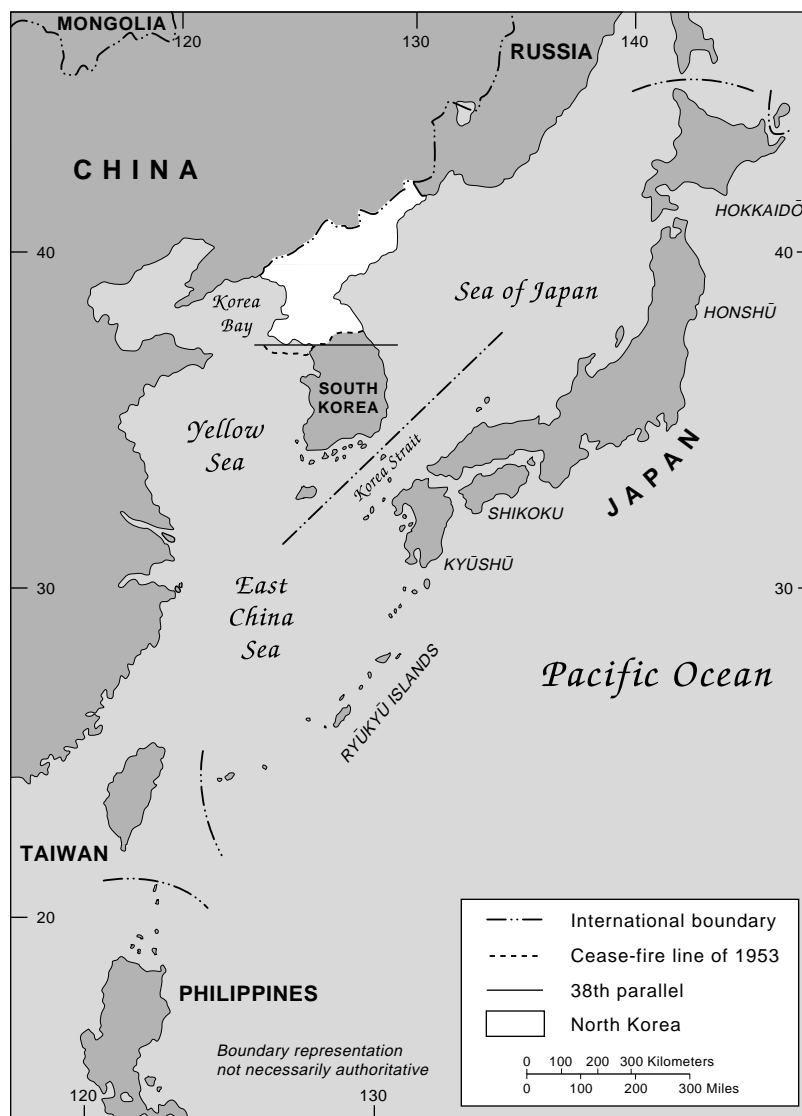 MONGOLIA
120
130
140
RUSSIA
CHINA
HOKKAIDŌ
40
40
Korea
Bay
Sea of Japan
HONSHŪ
SOUTH
KOREA
Yellow
Sea
Korea Strait
JAPAN
SHIKOKU
KYŪSHŪ
30
30
East
China
Sea
Pacific Ocean
RYŪKYŪ ISLANDS
TAIWAN
20
PHILIPPINES
Boundary representation
not necessarily authoritative
International boundary
Cease-fire line of 1953
38th parallel
North Korea
0 100 200 300 Kilometers
0 100 200 300 Miles
120
130